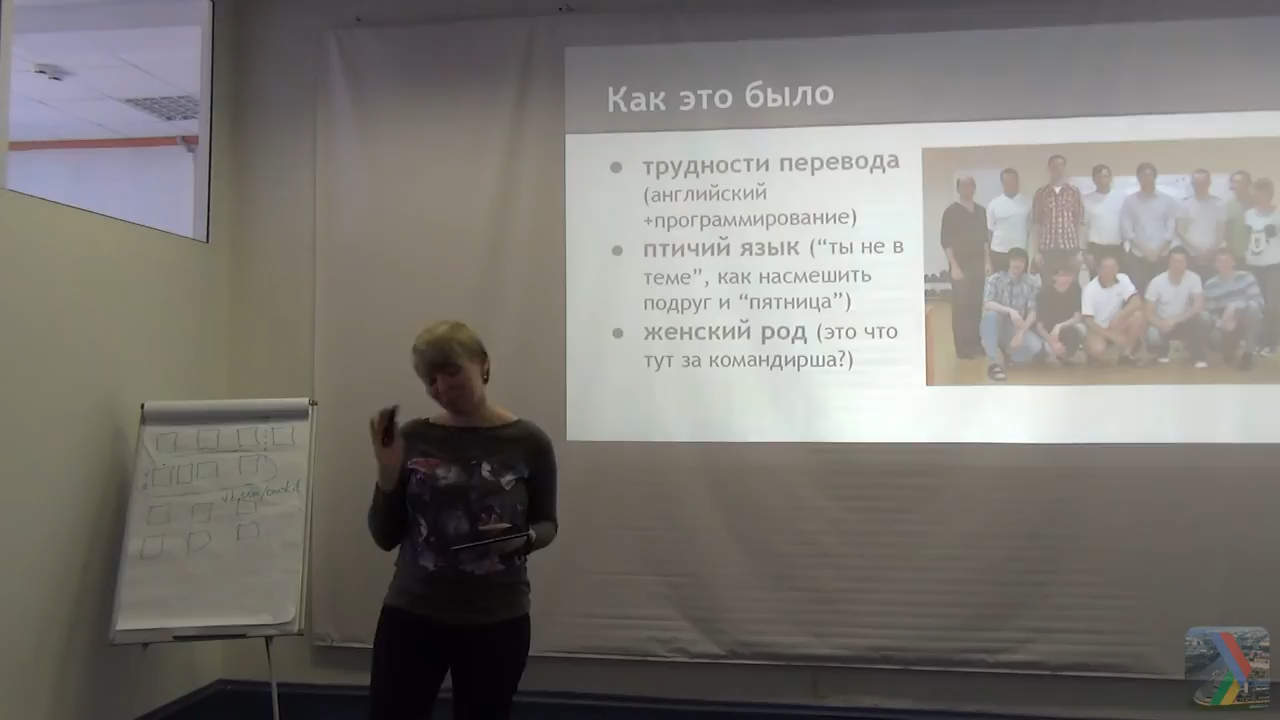 Как это было
● трудности перевода
(английский
+программирование)
● птичий язык (“ты не в
теме”, как насмешить
подруг и “пятница”)
● женский род (это что
тут за командирша?)